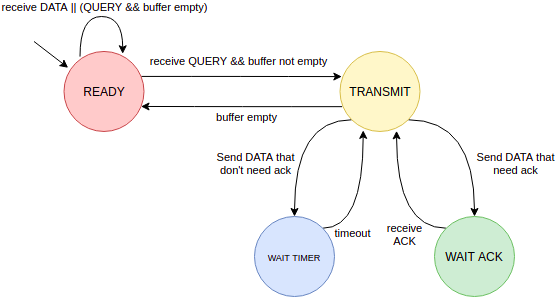 receive DATA || (QUERY && buffer empty)
receive QUERY && buffer not empty
READY
TRANSMIT
buffer empty
Send DATA that
don't need ack
Send DATA that
need ack
timeout
receive
ACK
WAIT TIMER
WAIT ACK